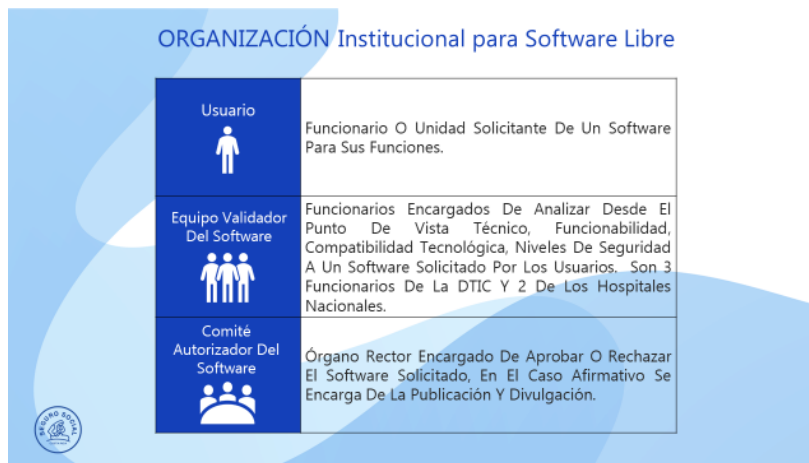 ORGANIZACIÓN Institucional para Software Libre
Usuario
Funcionario O Unidad Solicitante De Un Software
Para Sus Funciones.
Equipo Validador
Del Software
Funcionarios Encargados De Analizar Desde El
Punto De Vista Técnico, Funcionabilidad,
Compatibilidad Tecnológica, Niveles De Seguridad
A Un Software Solicitado Por Los Usuarios. Son 3
Funcionarios De La DTIC Y 2 De Los Hospitales
Nacionales.
Comité
Autorizador Del
Software
Órgano Rector Encargado De Aprobar O Rechazar
El Software Solicitado, En El Caso Afirmativo Se
Encarga De La Publicación Y Divulgación.
SEGURO SOCIAL